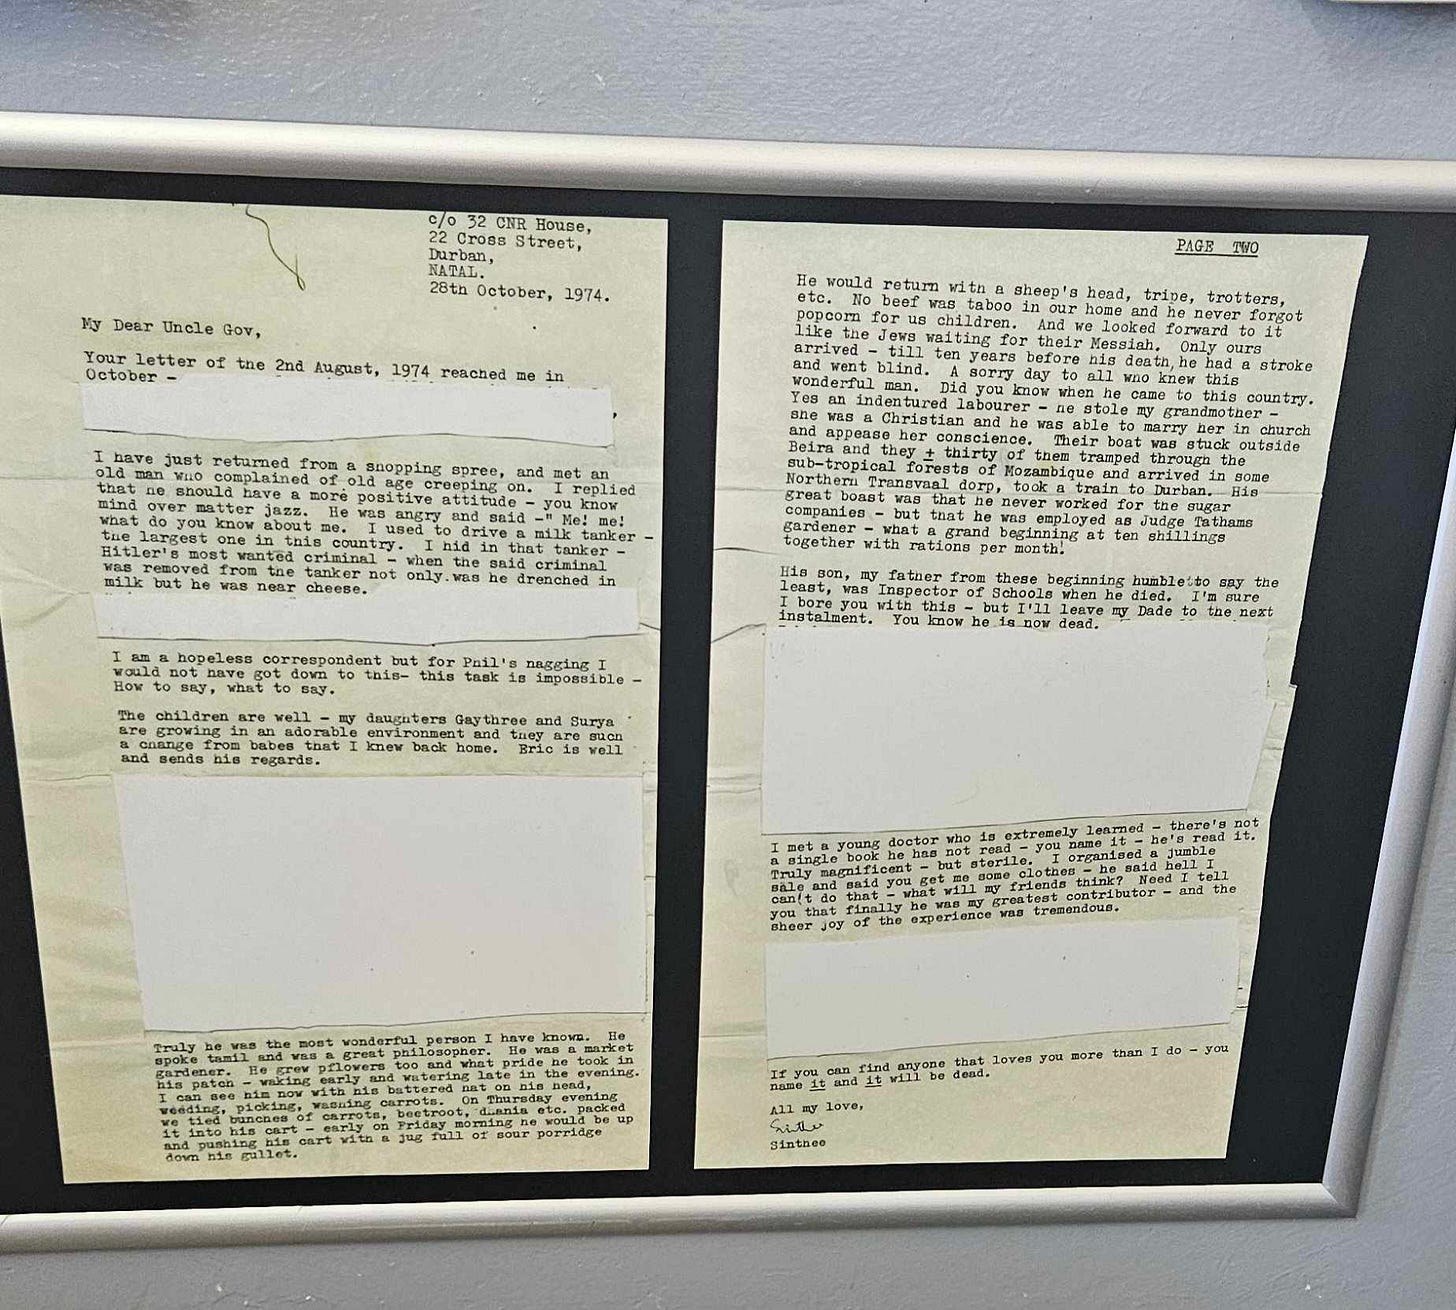 c/o 32 CNR House,
22 Cross Street,
Durban,
NATAL.
28tn October, 1974.
My Dear Uncle Gov,
Your letter of the 2nd August, 1974 reached me in
October -
I have just returned from a snopping spree, and met an
old man wno complained of old age creeping on. I replied
that ne should have a more positive attitude - you know
mind over matter jazz. He was angry and said -" Me! me!
what do you know about me. I used to drive a milk tanker -
tne largest one in this country. I hid in that tanker -
Hitler's most wanted criminal - when the said criminal
was removed from tne tanker not only.was he drenched in
milk but he was near cheese.
I am a hopeless correspondent but for Pnil's nagging I
would not have got down to this- this task is impossible -
How to say, what to say.
The children are well - my daugnters Gaythree and Surya
are growing in an adorable environment and tney are sucn
a cnange from babes that I knew back home. Eric is well
and sends his regards.
Truly he was the most wonderful person I have known. He
spoke tamil and was a great philosopher. He was a market
gardener. He grew pflowers too and what pride he took in
his patch - waking early and watering late in the evening.
I can see him now with his battered nat on nis nead,
weeding, picking, wasning carrots. On Thursday evening
we tied bunches of carrots, beetroot, dnania etc. packed
it into his cart - early on Friday morning ne would be up
and pushing his cart with a jug full of sour porridge
down his gullet.
PAGE TWO
He would return with a sheep's head, tripe, trotters,
etc. No beef was taboo in our home and he never forgot
popcorn for us children. And we looked forward to it
like the Jews waiting for their Messiah. Only ours
arrived - till ten years before his death, he had a stroke
and went blind. A sorry day to all wno knew this
wonderful man. Did you know when he came to this country.
Yes an indentured labourer - ne stole my grandmother -
sne was a Christian and he was able to marry her in church
and appease her conscience. Their boat was stuck outside
Beira and they ± thirty of tnem tramped through the
sub-tropical forests of Mozambique and arrived in some
Northern Transvaal dorp, took a train to Durban. His
great boast was that he never worked for the sugar
companies - but tnat he was employed as Judge Tathams
gardener - what a grand beginning at ten shillings
together with rations per month!
His son, my father from these beginning humble to say the
least, was Inspector of Schools when he died. I'm sure
I bore you with this - but I'll leave my Dade to the next
instalment. You know he is now dead.
I met a young doctor who is extremely learned - there's not
a single book he has not read - you name it - he's read it.
Truly magnificent - but sterile. I organised a jumble
sale and said you get me some clothes - he said hell I
can't do that - what will my friends think? Need I tell
you that finally he was my greatest contributor - and the
sheer joy of the experience was tremendous.
If you can find anyone that loves you more than I do - you
name it and it will be dead.
All my love,
Sinthee